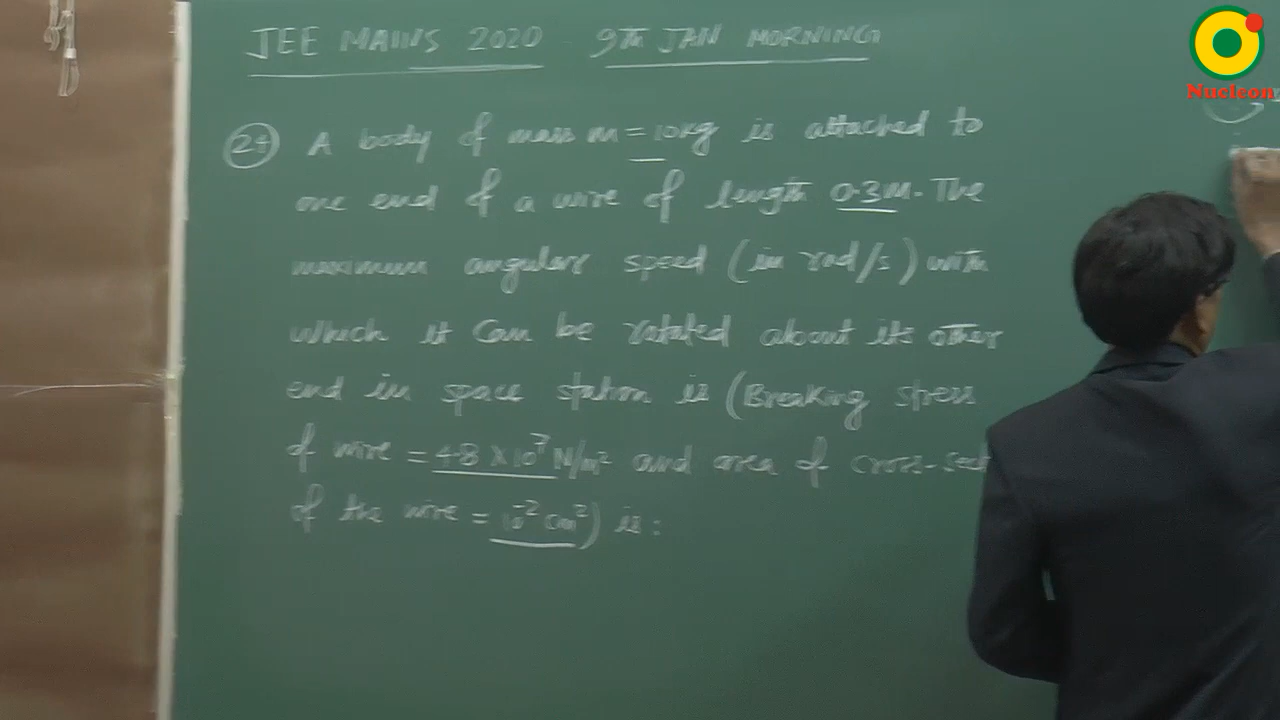 JEE MAINS 2020 9TH JAN MORNING
Nucleon
24 A body of mass m = 10kg is attached to
one end of a wire of length 0.3m. The
maximum angular speed (in rad/s) with
which it can be rotated about its other
end in space station is (Breaking stress
of wire = 4.8 × 10⁷ N/m² and area of cross-sect
of the wire = 10⁻² cm²) is :